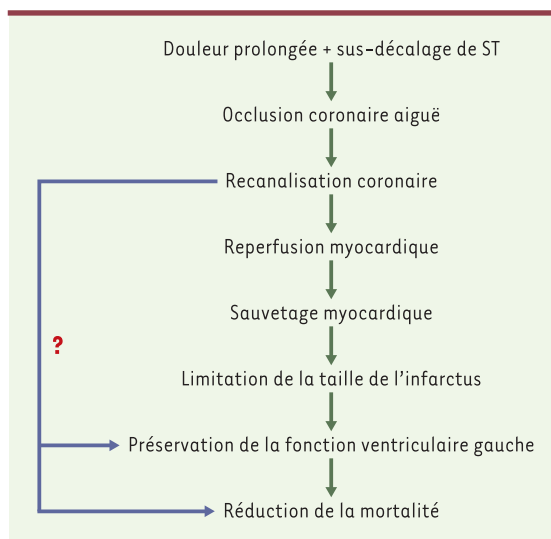 Douleur prolongée + sus-décalage de ST
Occlusion coronaire aiguë
Recanalisation coronaire
Reperfusion myocardique
Sauvetage myocardique
?
Limitation de la taille de l'infarctus
Préservation de la fonction ventriculaire gauche
Réduction de la mortalité